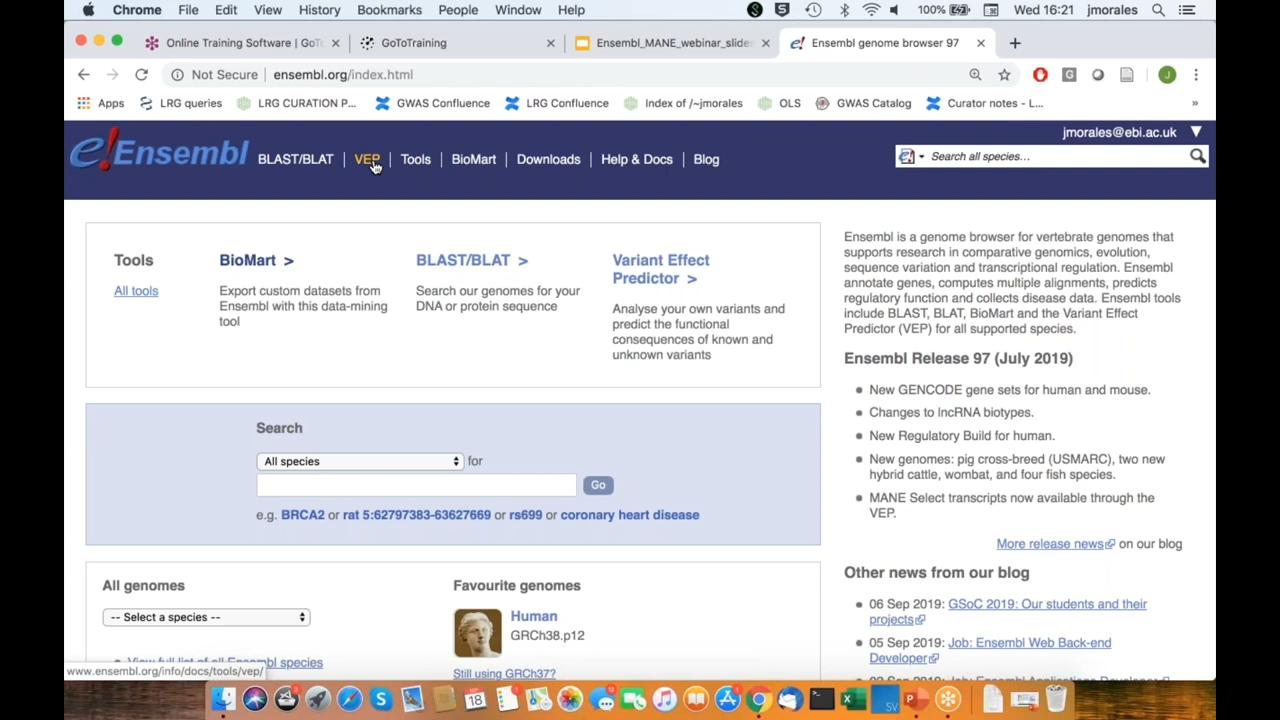 Chrome File Edit View History Bookmarks People Window Help 100% Wed 16:21 jmorales
Online Training Software | GoTo GoToTraining Ensembl_MANE_webinar_slides Ensembl genome browser 97
Not Secure ensembl.org/index.html
Apps LRG queries LRG CURATION P... GWAS Confluence LRG Confluence Index of /~jmorales OLS GWAS Catalog Curator notes - L... »
jmorales@ebi.ac.uk
e!Ensembl BLAST/BLAT | VEP | Tools | BioMart | Downloads | Help & Docs | Blog
Search all species…
Tools
All tools
BioMart >
Export custom datasets from
Ensembl with this data-mining
tool
BLAST/BLAT >
Search our genomes for your
DNA or protein sequence
Variant Effect
Predictor >
Analyse your own variants and
predict the functional
consequences of known and
unknown variants
Search
All species for
Go
e.g. BRCA2 or rat 5:62797383-63627669 or rs699 or coronary heart disease
All genomes
-- Select a species --
View full list of all Ensembl species
Favourite genomes
Human
GRCh38.p12
Still using GRCh37?
Ensembl is a genome browser for vertebrate genomes that
supports research in comparative genomics, evolution,
sequence variation and transcriptional regulation. Ensembl
annotate genes, computes multiple alignments, predicts
regulatory function and collects disease data. Ensembl tools
include BLAST, BLAT, BioMart and the Variant Effect
Predictor (VEP) for all supported species.
Ensembl Release 97 (July 2019)
New GENCODE gene sets for human and mouse.
Changes to lncRNA biotypes.
New Regulatory Build for human.
New genomes: pig cross-breed (USMARC), two new
hybrid cattle, wombat, and four fish species.
MANE Select transcripts now available through the
VEP.
More release news on our blog
Other news from our blog
06 Sep 2019: GSoC 2019: Our students and their
projects
05 Sep 2019: Job: Ensembl Web Back-end
Developer
www.ensembl.org/info/docs/tools/vep/
18